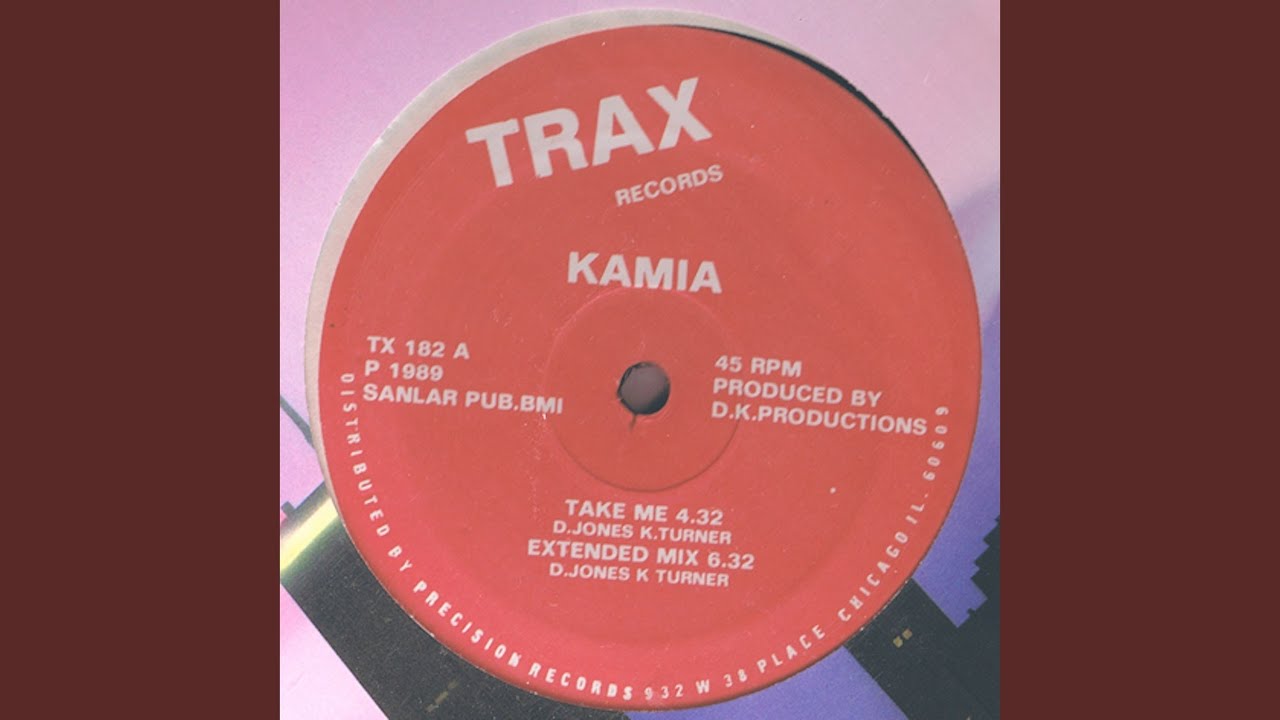 TRAX
RECORDS
KAMIA
TX 182 A
P 1989
SANLAR PUB.BMI
45 RPM
PRODUCED BY
D.K.PRODUCTIONS
TAKE ME 4.32
D.JONES K.TURNER
EXTENDED MIX 6.32
D.JONES K TURNER
DISTRIBUTED BY PRECISION RECORDS 932 W 38 PLACE CHICAGO IL. 60609